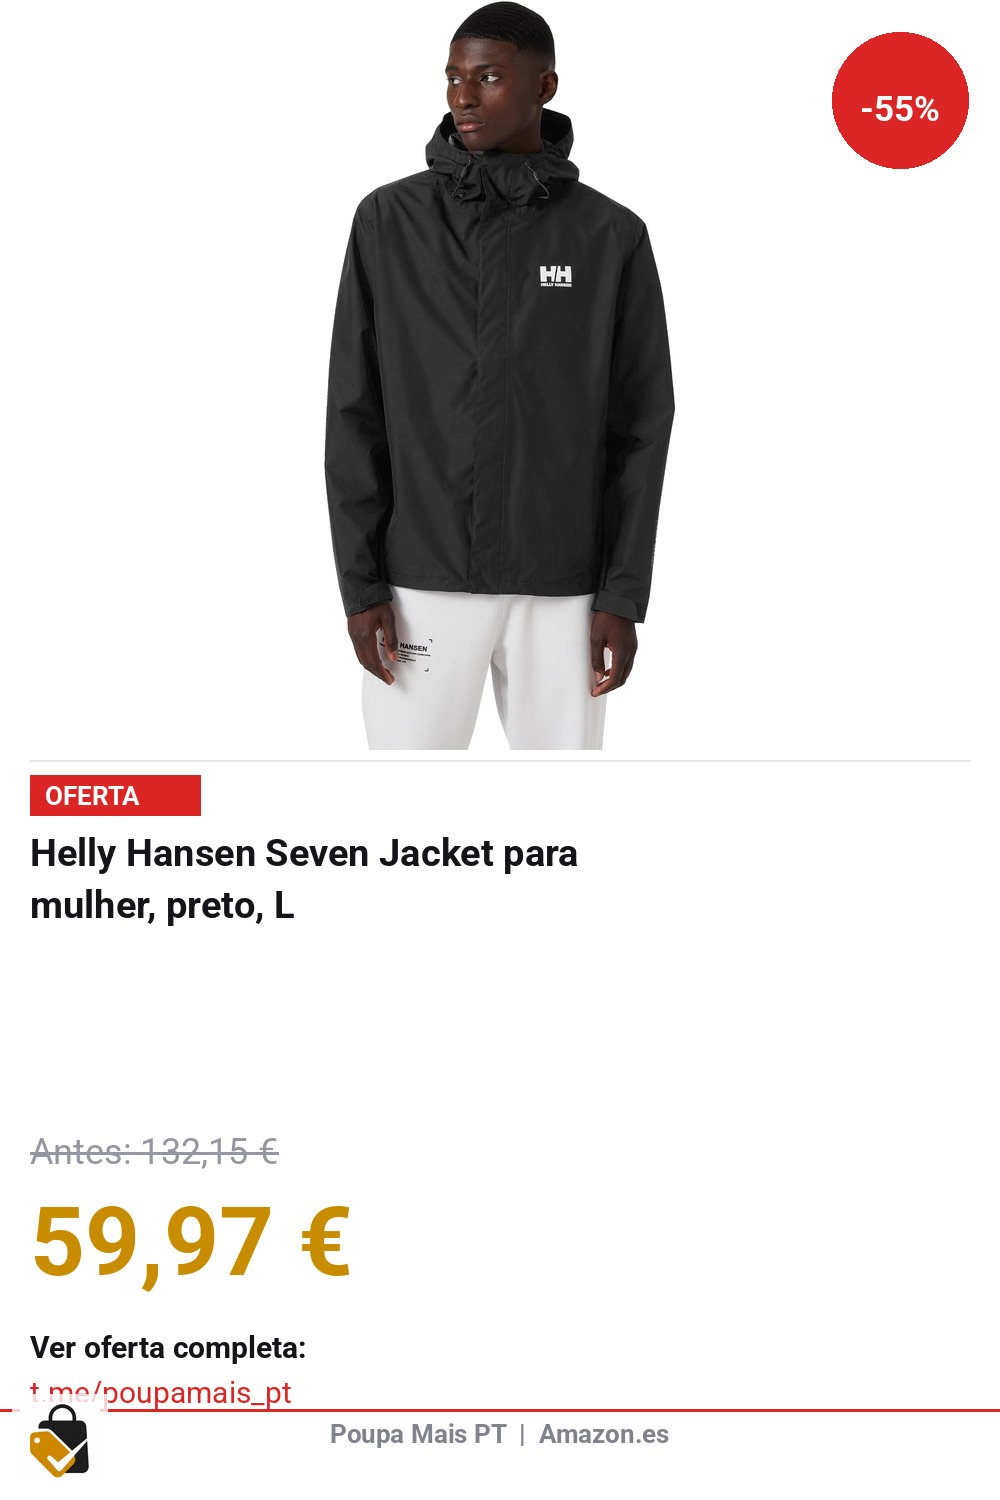 -55%
HH
HELLY HANSEN
HANSEN
OFERTA
Helly Hansen Seven Jacket para
mulher, preto, L
Antes: 132,15 €
59,97 €
Ver oferta completa:
t.me/poupamais_pt
Poupa Mais PT | Amazon.es